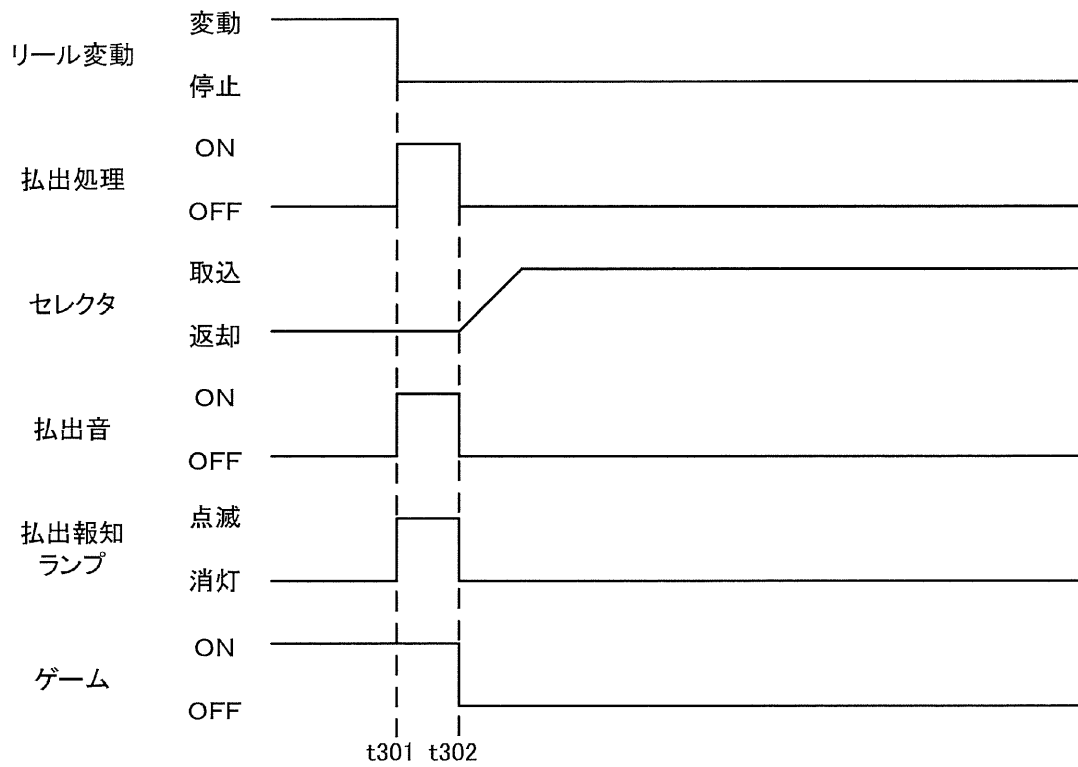 リール変動
変動
停止
払出処理
ON
OFF
セレクタ
取込
返却
払出音
ON
OFF
払出報知
ランプ
点滅
消灯
ゲーム
ON
OFF
t301 t302